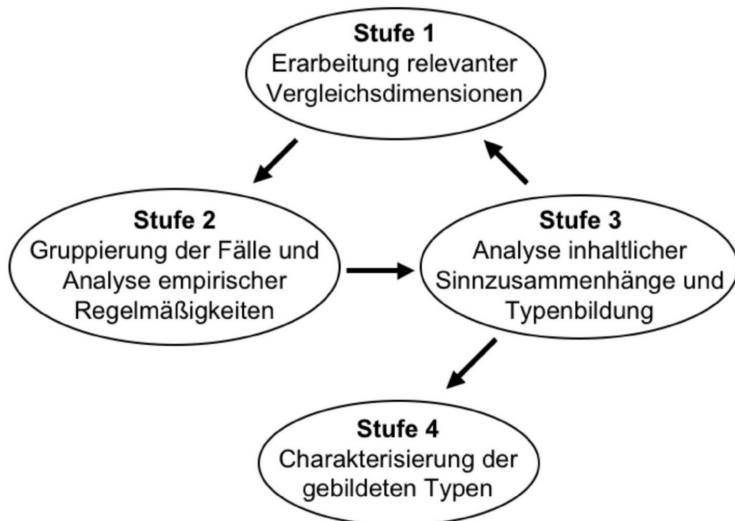 Stufe 1
Erarbeitung relevanter
Vergleichsdimensionen
Stufe 2
Gruppierung der Fälle und
Analyse empirischer
Regelmäßigkeiten
Stufe 3
Analyse inhaltlicher
Sinnzusammenhänge und
Typenbildung
Stufe 4
Charakterisierung der
gebildeten Typen